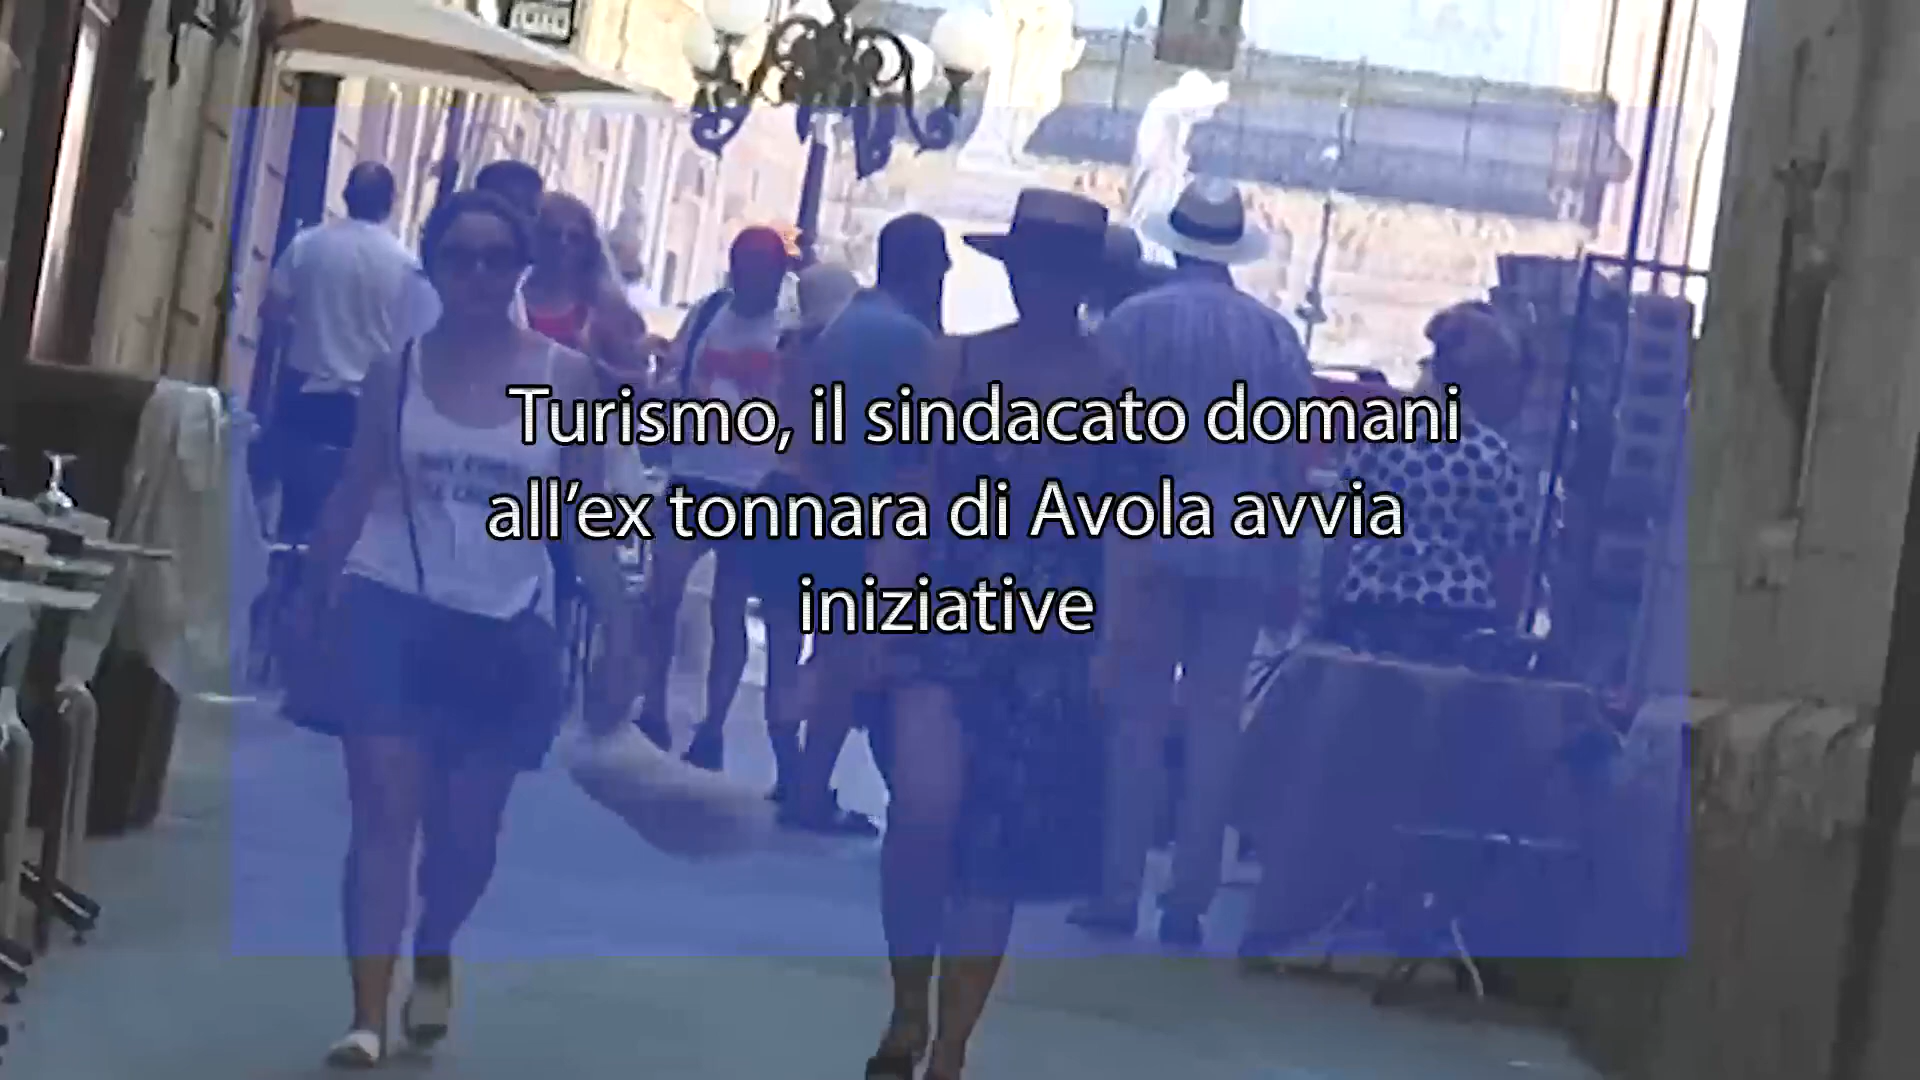 Turismo, il sindacato domani
all’ex tonnara di Avola avvia
iniziative